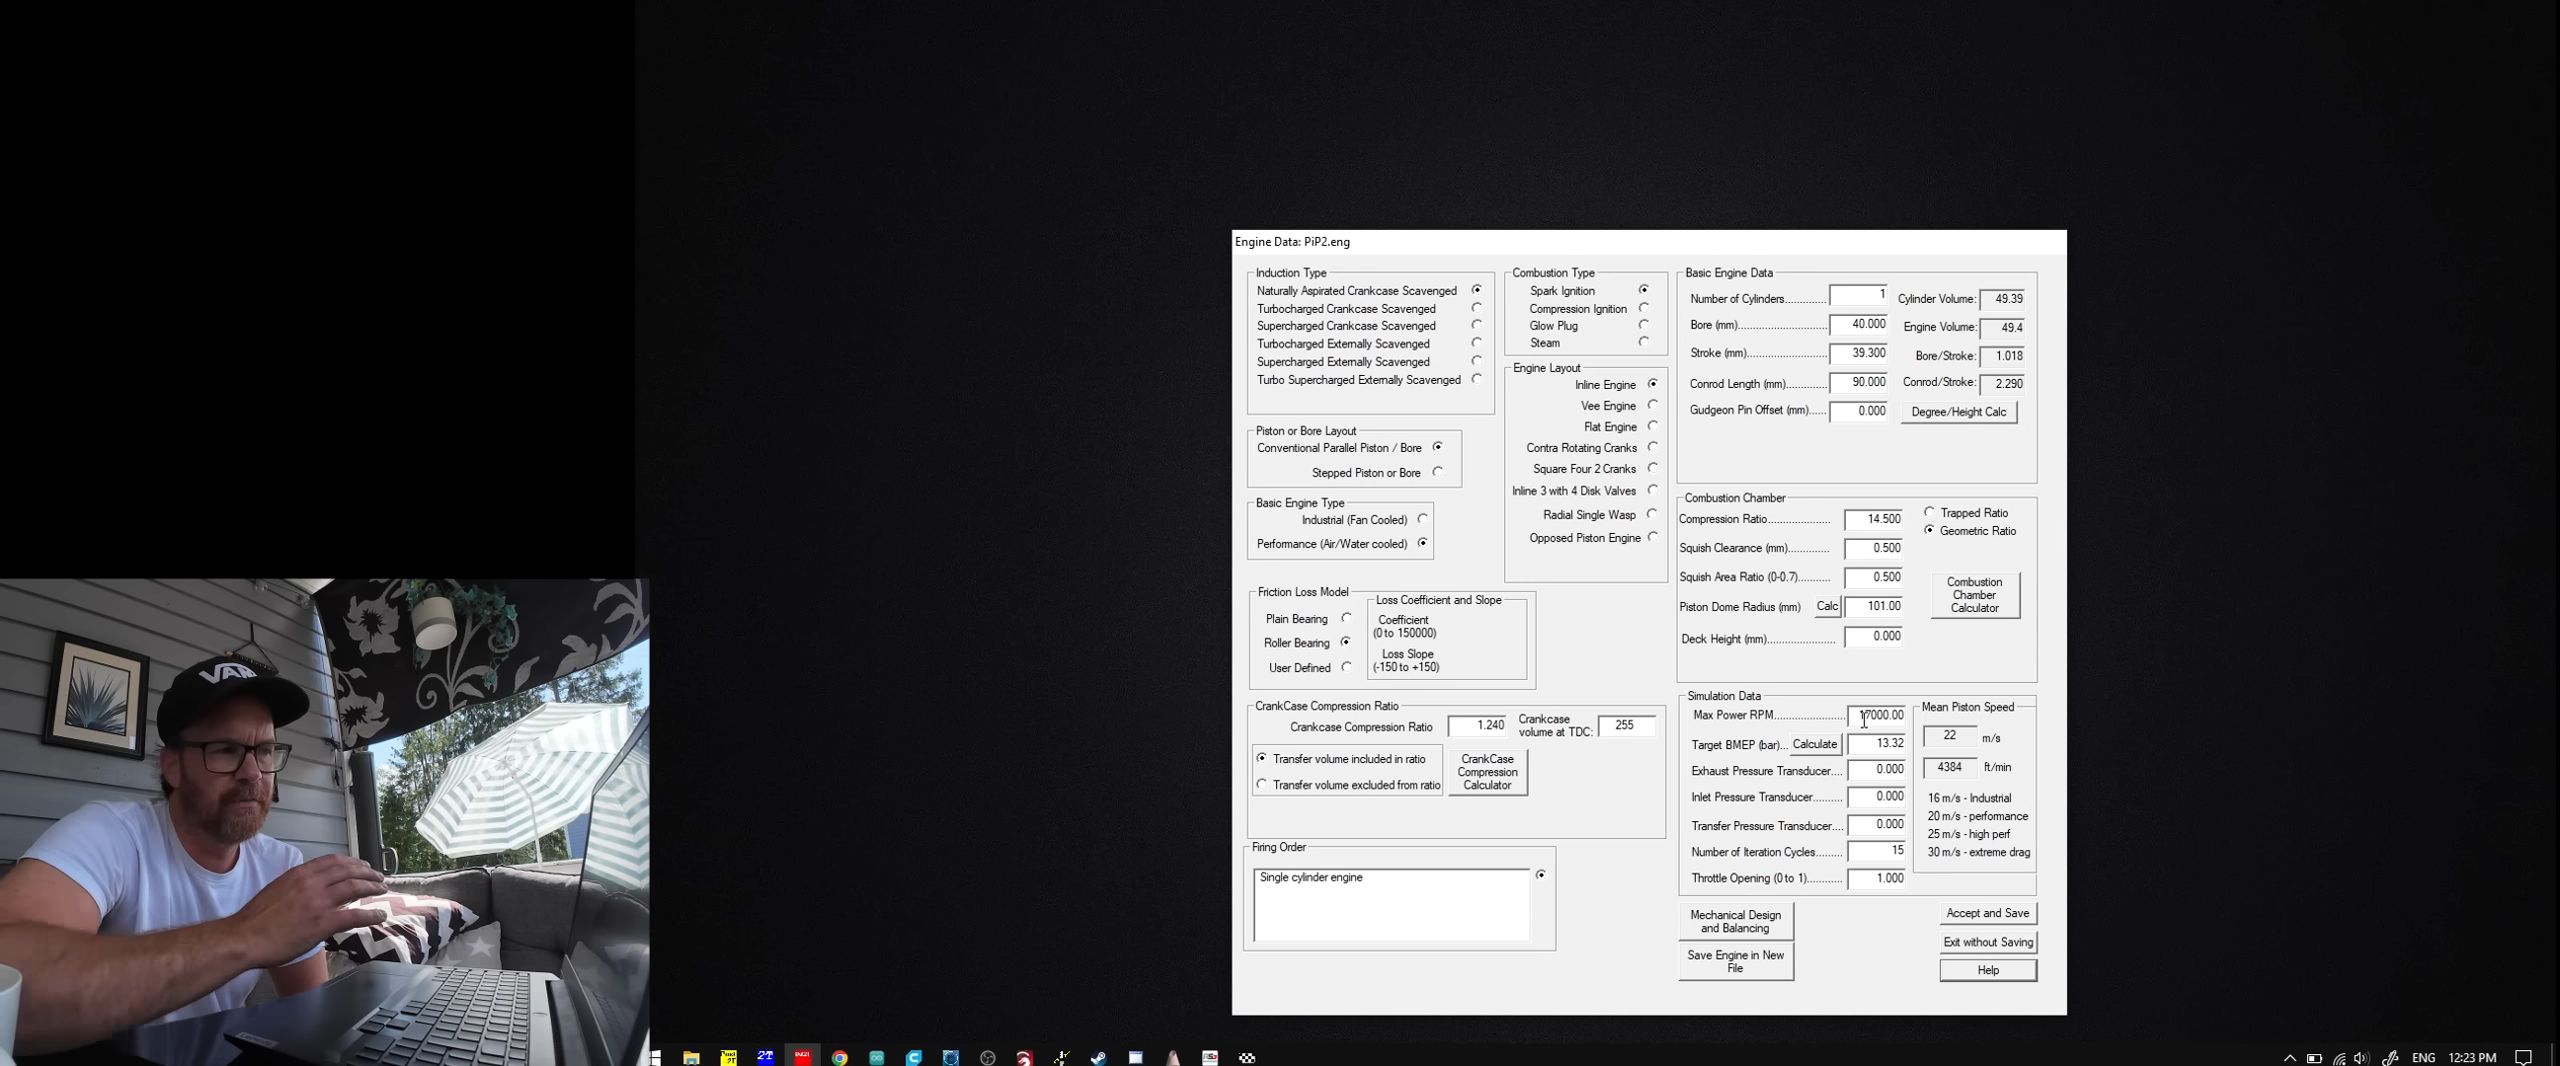 Engine Data: PiP2.eng
Induction Type
Naturally Aspirated Crankcase Scavenged
Turbocharged Crankcase Scavenged
Supercharged Crankcase Scavenged
Turbocharged Externally Scavenged
Supercharged Externally Scavenged
Turbo Supercharged Externally Scavenged
Piston or Bore Layout
Conventional Parallel Piston / Bore
Stepped Piston or Bore
Basic Engine Type
Industrial (Fan Cooled)
Performance (Air/Water cooled)
Friction Loss Model
Plain Bearing
Roller Bearing
User Defined
Loss Coefficient and Slope
Coefficient
(0 to 150000)
Loss Slope
(-150 to +150)
CrankCase Compression Ratio
Crankcase Compression Ratio 1.240
Crankcase
volume at TDC: 255
Transfer volume included in ratio
Transfer volume excluded from ratio
CrankCase
Compression
Calculator
Firing Order
Single cylinder engine
Combustion Type
Spark Ignition
Compression Ignition
Glow Plug
Steam
Engine Layout
Inline Engine
Vee Engine
Flat Engine
Contra Rotating Cranks
Square Four 2 Cranks
Inline 3 with 4 Disk Valves
Radial Single Wasp
Opposed Piston Engine
Basic Engine Data
Number of Cylinders............. 1 Cylinder Volume: 49.39
Bore (mm)............................. 40.000 Engine Volume: 49.4
Stroke (mm)........................... 39.300 Bore/Stroke: 1.018
Conrod Length (mm).............. 90.000 Conrod/Stroke: 2.290
Gudgeon Pin Offset (mm)...... 0.000 Degree/Height Calc
Combustion Chamber
Compression Ratio..................... 14.500
Squish Clearance (mm).............. 0.500
Squish Area Ratio (0-0.7)........... 0.500
Piston Dome Radius (mm) Calc 101.00
Deck Height (mm)........................ 0.000
Trapped Ratio
Geometric Ratio
Combustion
Chamber
Calculator
Simulation Data
Max Power RPM........................ 17000.00
Target BMEP (bar)... Calculate 13.32
Exhaust Pressure Transducer.... 0.000
Inlet Pressure Transducer.......... 0.000
Transfer Pressure Transducer.... 0.000
Number of Iteration Cycles......... 15
Throttle Opening (0 to 1)............ 1.000
Mean Piston Speed
22 m/s
4384 ft/min
16 m/s - Industrial
20 m/s - performance
25 m/s - high perf
30 m/s - extreme drag
Mechanical Design
and Balancing
Save Engine in New
File
Accept and Save
Exit without Saving
Help
VAN
2T
ENG 12:23 PM